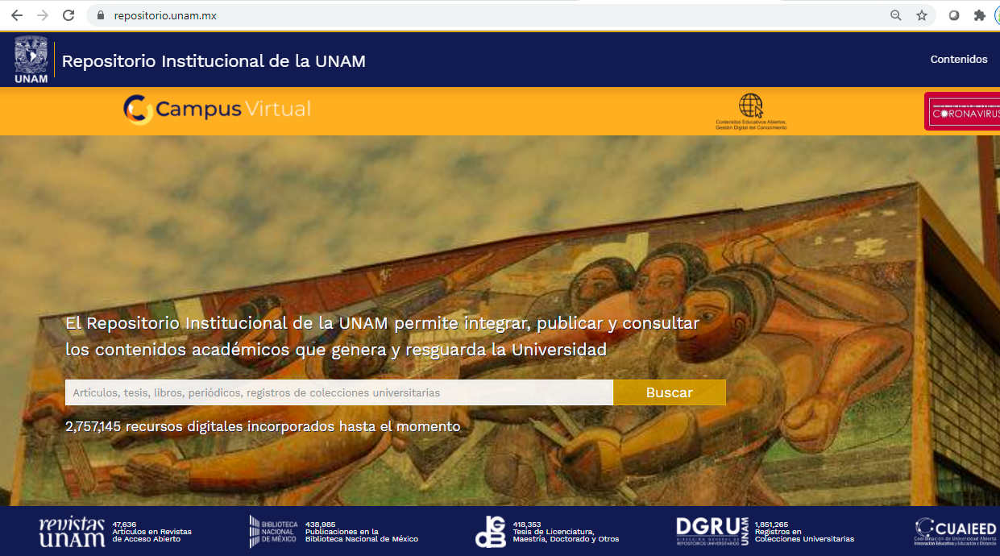 repositorio.unam.mx
UNAM
Repositorio Institucional de la UNAM
Contenidos
Campus Virtual
Contenidos Educativos Abiertos,
Gestión Digital del Conocimiento
CORONAVIRUS
El Repositorio Institucional de la UNAM permite integrar, publicar y consultar
los contenidos académicos que genera y resguarda la Universidad
Artículos, tesis, libros, periódicos, registros de colecciones universitarias
Buscar
2,757,145 recursos digitales incorporados hasta el momento
revistas
unam
47,636
Artículos en Revistas
de Acceso Abierto
BIBLIOTECA
NACIONAL
DE MÉXICO
438,985
Publicaciones en la
Biblioteca Nacional de México
418,353
Tesis de Licenciatura,
Maestría, Doctorado y Otros
DGRU
UNAM
DIRECCIÓN GENERAL DE
REPOSITORIOS UNIVERSITARIOS
1,851,265
Registros en
Colecciones Universitarias
CUAIEED
Coordinación de Universidad Abierta
Innovación Educativa y Educación a Distancia